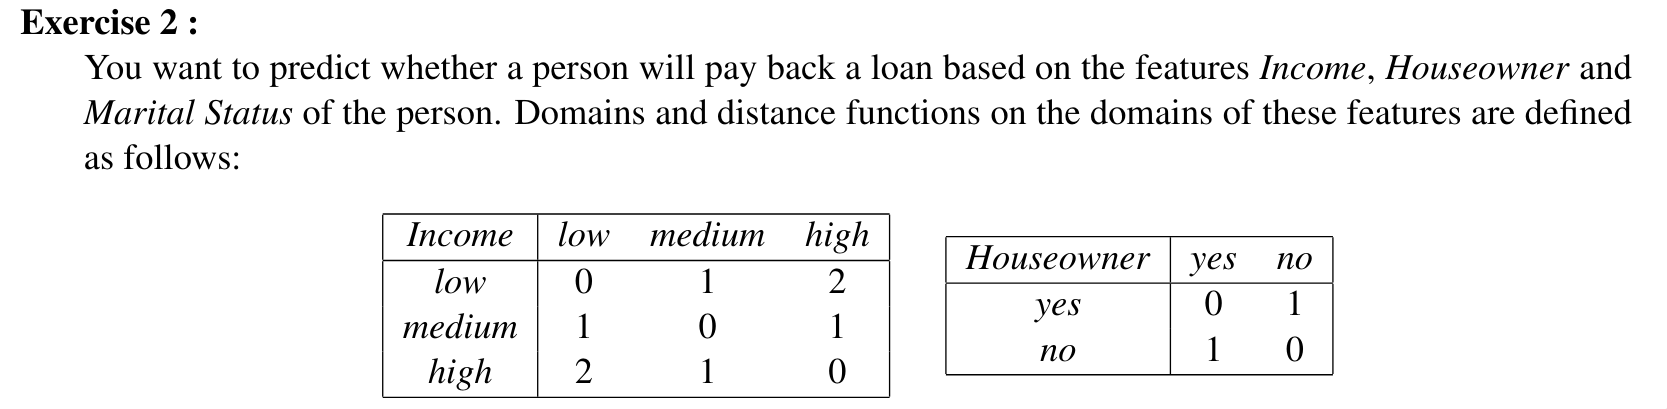 Exercise 2 :
You want to predict whether a person will pay back a loan based on the features Income, Houseowner and
Marital Status of the person. Domains and distance functions on the domains of these features are defined
as follows:
Income low medium high
low 0 1 2
medium 1 0 1
high 2 1 0
Houseowner yes no
yes 0 1
no 1 0